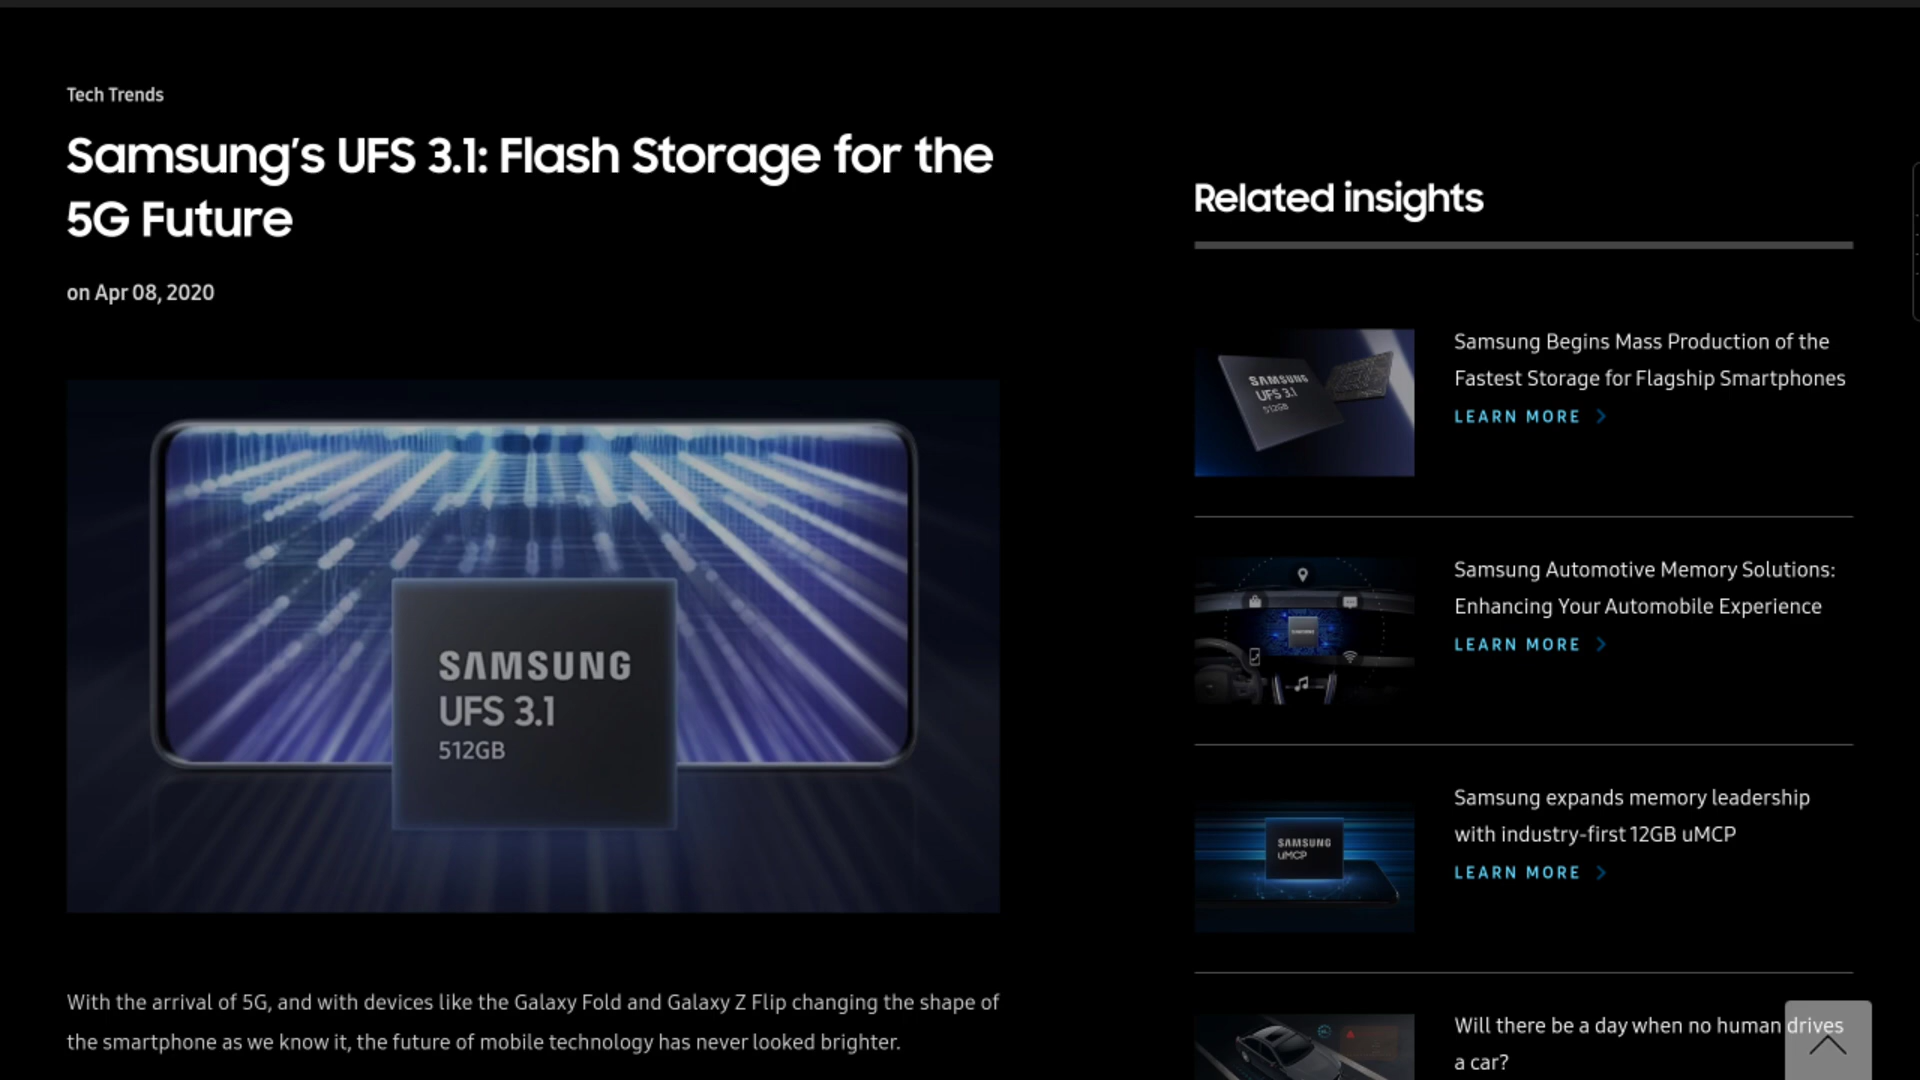 Tech Trends
Samsung’s UFS 3.1: Flash Storage for the
5G Future
on Apr 08, 2020
SAMSUNG
UFS 3.1
512GB
With the arrival of 5G, and with devices like the Galaxy Fold and Galaxy Z Flip changing the shape of
the smartphone as we know it, the future of mobile technology has never looked brighter.
Related insights
SAMSUNG
UFS 3.1
512GB
Samsung Begins Mass Production of the
Fastest Storage for Flagship Smartphones
LEARN MORE
SAMSUNG
Samsung Automotive Memory Solutions:
Enhancing Your Automobile Experience
LEARN MORE
SAMSUNG
uMCP
Samsung expands memory leadership
with industry-first 12GB uMCP
LEARN MORE
Will there be a day when no human drives
a car?